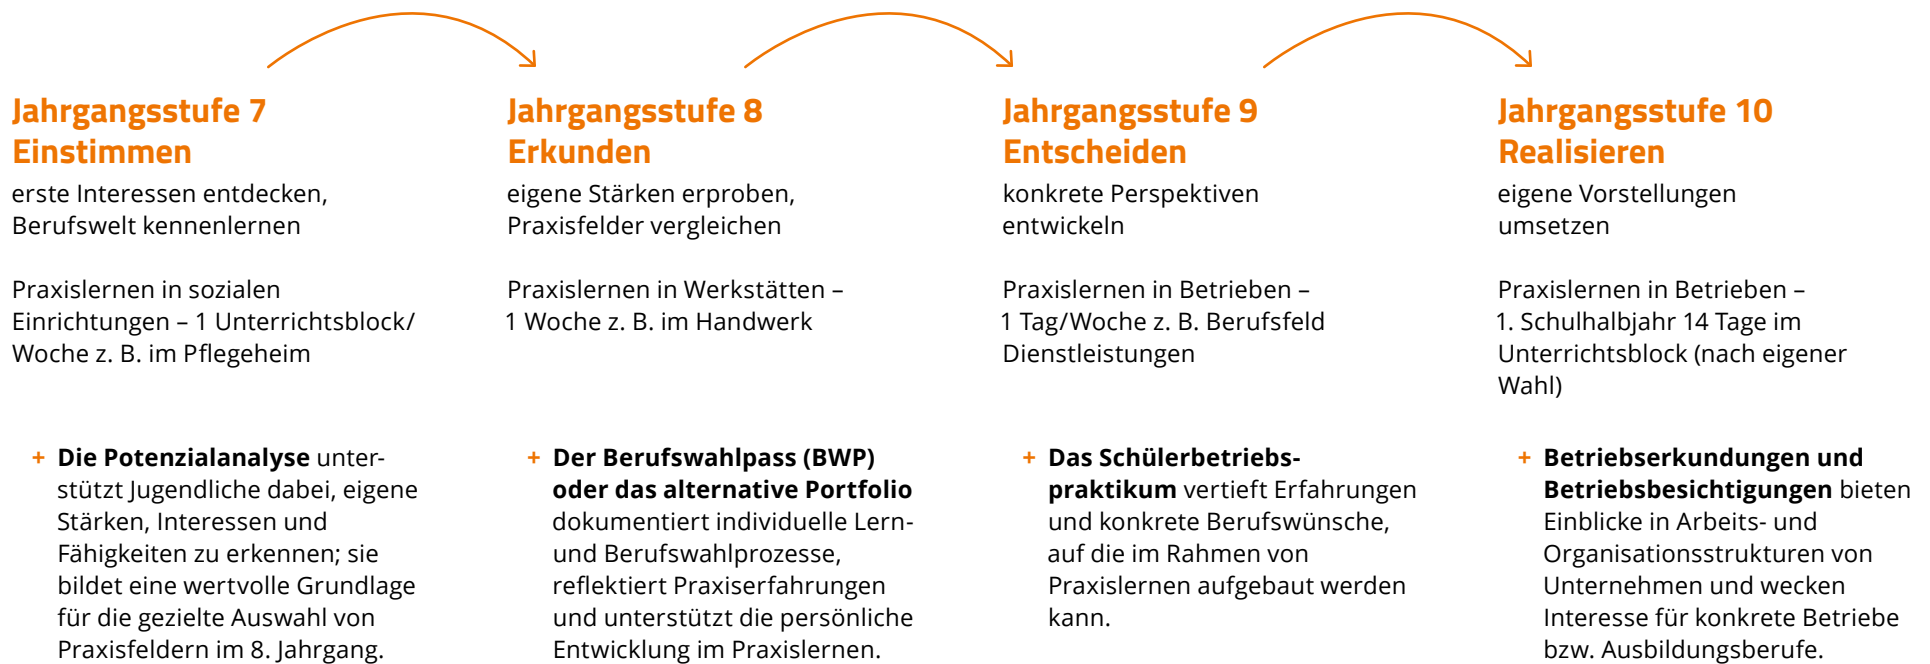 Jahrgangsstufe 7
Einstimmen
erste Interessen entdecken,
Berufswelt kennenlernen
Praxislernen in sozialen
Einrichtungen – 1 Unterrichtsblock/
Woche z. B. im Pflegeheim
+ Die Potenzialanalyse unter-
stützt Jugendliche dabei, eigene
Stärken, Interessen und
Fähigkeiten zu erkennen; sie
bildet eine wertvolle Grundlage
für die gezielte Auswahl von
Praxisfeldern im 8. Jahrgang.
Jahrgangsstufe 8
Erkunden
eigene Stärken erproben,
Praxisfelder vergleichen
Praxislernen in Werkstätten –
1 Woche z. B. im Handwerk
+ Der Berufswahlpass (BWP)
oder das alternative Portfolio
dokumentiert individuelle Lern-
und Berufswahlprozesse,
reflektiert Praxiserfahrungen
und unterstützt die persönliche
Entwicklung im Praxislernen.
Jahrgangsstufe 9
Entscheiden
konkrete Perspektiven
entwickeln
Praxislernen in Betrieben –
1 Tag/Woche z. B. Berufsfeld
Dienstleistungen
+ Das Schülerbetriebs-
praktikum vertieft Erfahrungen
und konkrete Berufswünsche,
auf die im Rahmen von
Praxislernen aufgebaut werden
kann.
Jahrgangsstufe 10
Realisieren
eigene Vorstellungen
umsetzen
Praxislernen in Betrieben –
1. Schulhalbjahr 14 Tage im
Unterrichtsblock (nach eigener
Wahl)
+ Betriebserkundungen und
Betriebsbesichtigungen bieten
Einblicke in Arbeits- und
Organisationsstrukturen von
Unternehmen und wecken
Interesse für konkrete Betriebe
bzw. Ausbildungsberufe.